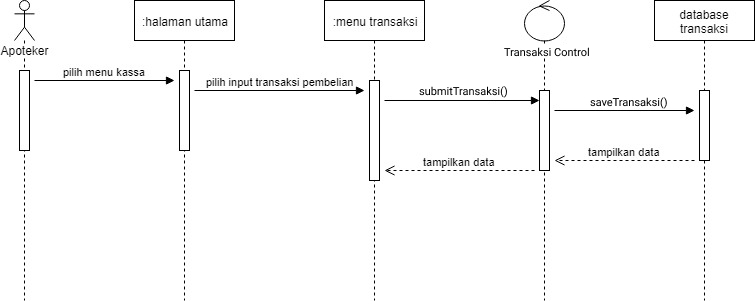 :halaman utama
:menu transaksi
database
transaksi
Apoteker
Transaksi Control
pilih menu kassa
pilih input transaksi pembelian
submitTransaksi()
saveTransaksi()
tampilkan data
tampilkan data